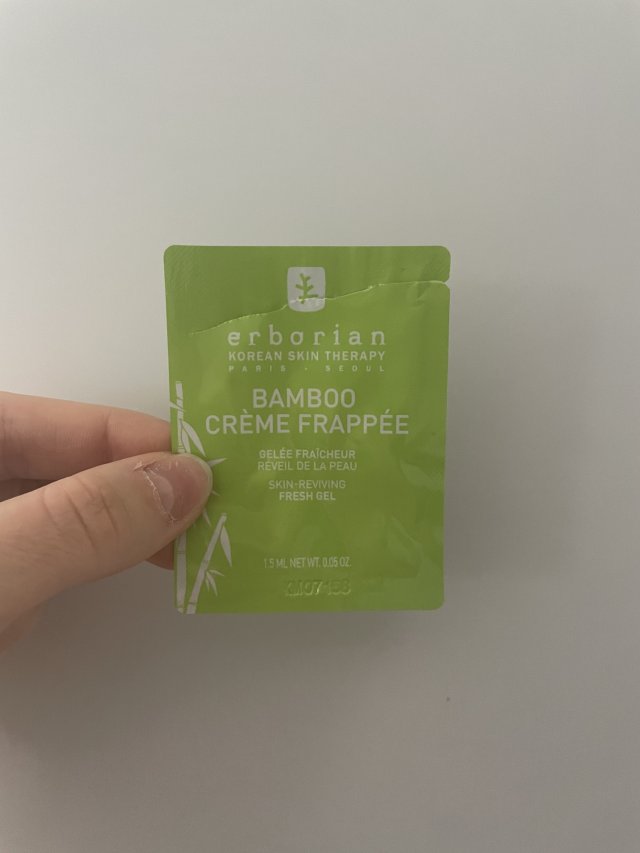 erborian
KOREAN SKIN THERAPY
PARIS · SEOUL
BAMBOO
CRÈME FRAPPÉE
GELÉE FRAÎCHEUR
RÉVEIL DE LA PEAU
SKIN-REVIVING
FRESH GEL
1.5 ML NET WT. 0.05 OZ.